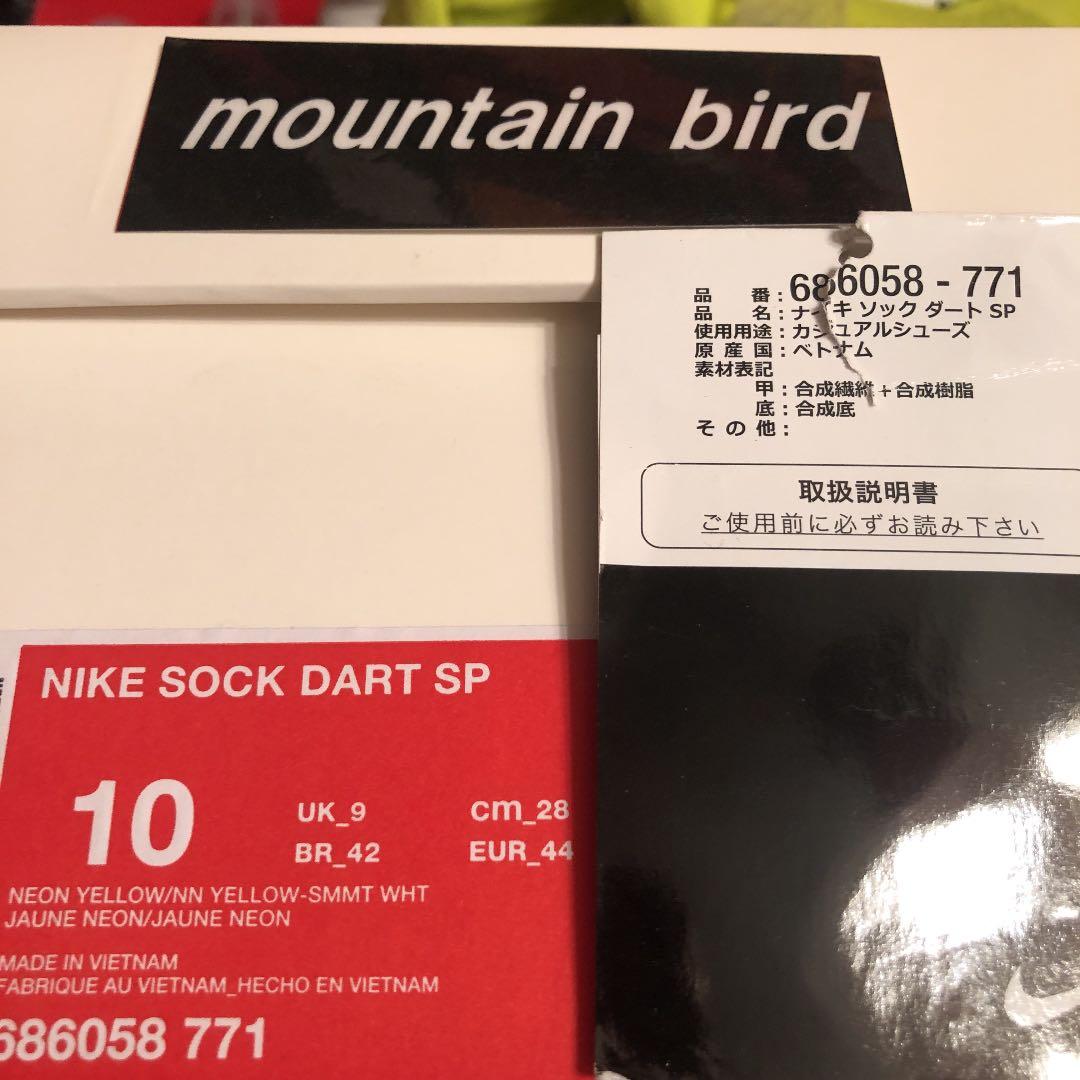 mountain bird
品 番：686058 - 771
品 名：ナイキ ソック ダート SP
使用用途：カジュアルシューズ
原 産 国：ベトナム
素材表記
甲：合成繊維＋合成樹脂
底：合成底
そ の 他：
取扱説明書
ご使用前に必ずお読み下さい
NIKE SOCK DART SP
10
UK_9
cm_28
BR_42
EUR_44
NEON YELLOW/NN YELLOW-SMMT WHT
JAUNE NEON/JAUNE NEON
MADE IN VIETNAM
FABRIQUE AU VIETNAM_HECHO EN VIETNAM
686058 771